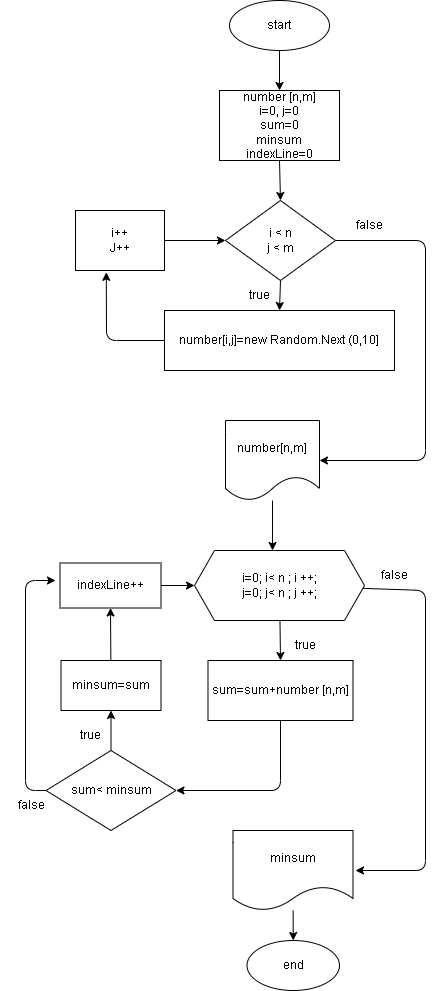 start
number [n,m]
i=0, j=0
sum=0
minsum
indexLine=0
i < n
j < m
false
i++
J++
true
number[i,j]=new Random.Next (0,10]
number[n,m]
i=0; i< n ; i ++;
j=0; j< n ; j ++;
false
indexLine++
true
minsum=sum
sum=sum+number [n,m]
true
sum< minsum
false
minsum
end